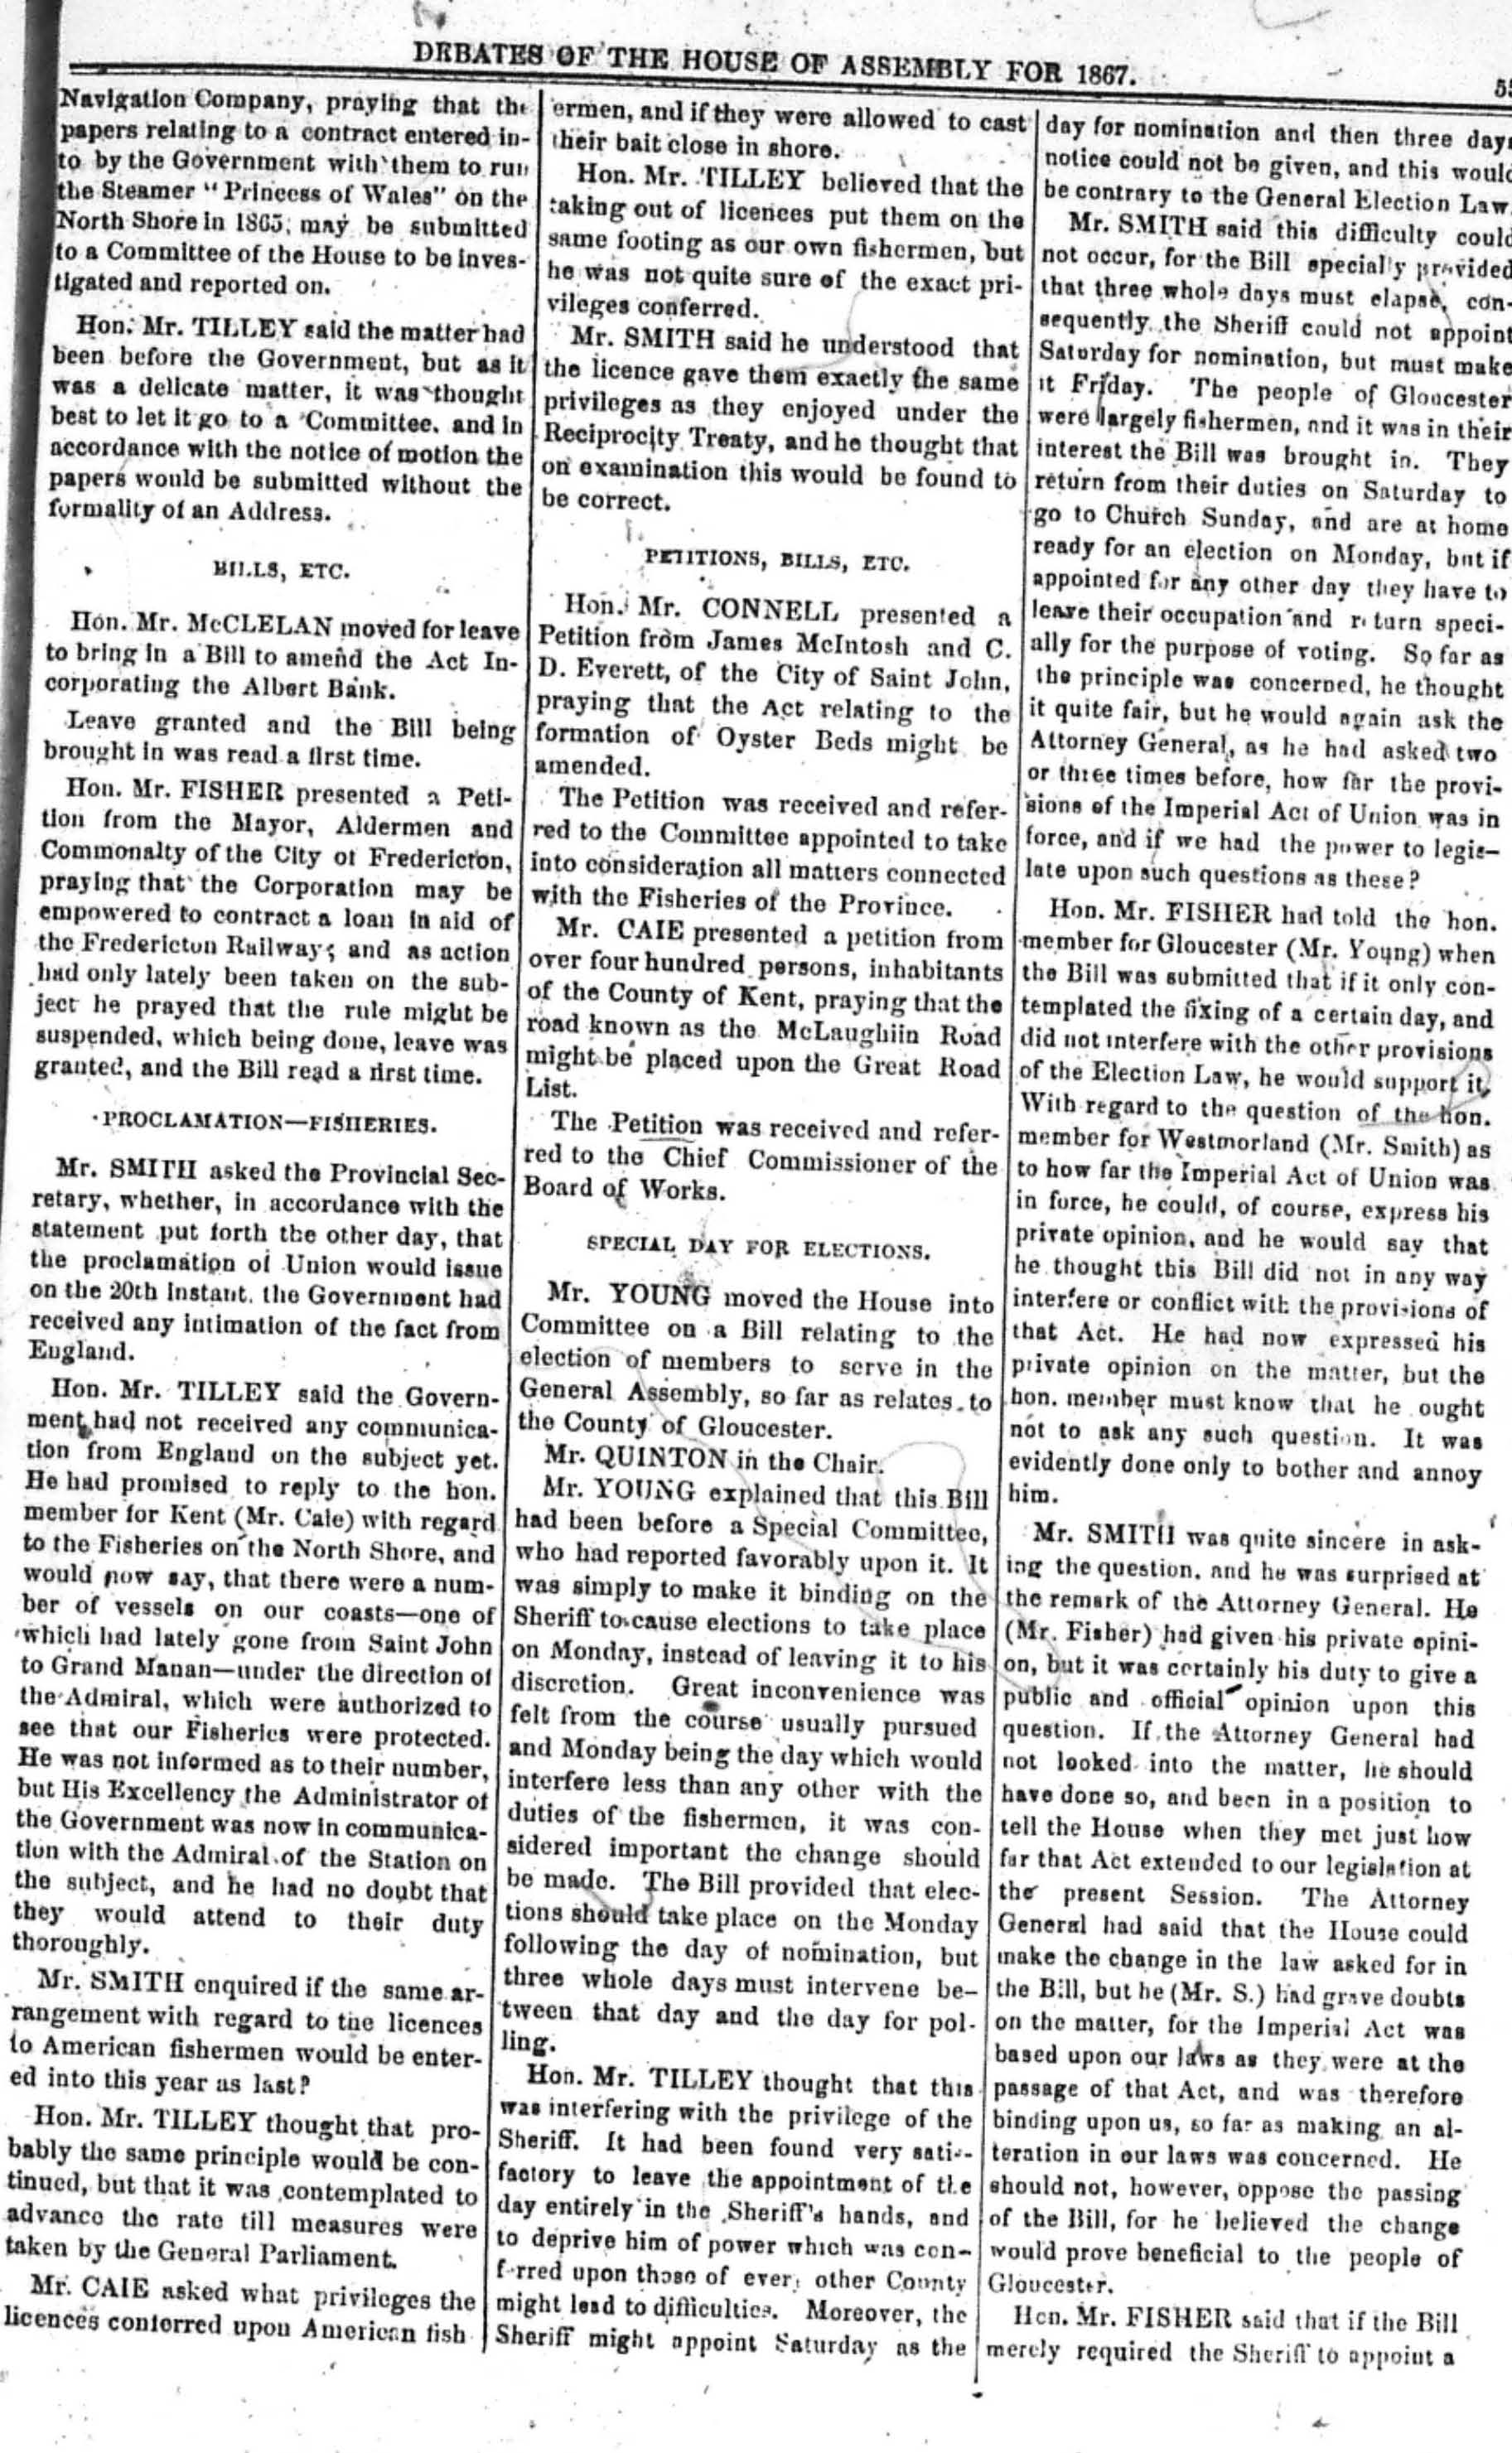 DEBATES OF THE HOUSE OF ASSEMBLY FOR 1867.
Navigation Company, praying that the
papers relating to a contract entered in-
to by the Government with them to run
the Steamer "Princess of Wales" on the
North Shore in 1865, may be submitted
to a Committee of the House to be inves-
tigated and reported on.
Hon. Mr. TILLEY said the matter had
been before the Government, but as it
was a delicate matter, it was thought
best to let it go to a Committee, and in
accordance with the notice of motion the
papers would be submitted without the
formality of an Address.
BILLS, ETC.
Hon. Mr. McCLELAN moved for leave
to bring in a Bill to amend the Act In-
corporating the Albert Bank.
Leave granted and the Bill being
brought in was read a first time.
Hon. Mr. FISHER presented a Peti-
tion from the Mayor, Aldermen and
Commonalty of the City of Fredericton,
praying that the Corporation may be
empowered to contract a loan in aid of
the Fredericton Railway; and as action
had only lately been taken on the sub-
ject he prayed that the rule might be
suspended, which being done, leave was
granted, and the Bill read a first time.
PROCLAMATION—FISHERIES.
Mr. SMITH asked the Provincial Sec-
retary, whether, in accordance with the
statement put forth the other day, that
the proclamation of Union would issue
on the 20th instant, the Government had
received any intimation of the fact from
England.
Hon. Mr. TILLEY said the Govern-
ment had not received any communica-
tion from England on the subject yet.
He had promised to reply to the hon.
member for Kent (Mr. Caie) with regard
to the Fisheries on the North Shore, and
would now say, that there were a num-
ber of vessels on our coasts—one of
which had lately gone from Saint John
to Grand Manan—under the direction of
the Admiral, which were authorized to
see that our Fisheries were protected.
He was not informed as to their number,
but His Excellency the Administrator of
the Government was now in communica-
tion with the Admiral of the Station on
the subject, and he had no doubt that
they would attend to their duty
thoroughly.
Mr. SMITH enquired if the same ar-
rangement with regard to the licences
to American fishermen would be enter-
ed into this year as last?
Hon. Mr. TILLEY thought that pro-
bably the same principle would be con-
tinued, but that it was contemplated to
advance the rate till measures were
taken by the General Parliament.
Mr. CAIE asked what privileges the
licences conferred upon American fish
ermen, and if they were allowed to cast
their bait close in shore.
Hon. Mr. TILLEY believed that the
taking out of licences put them on the
same footing as our own fishermen, but
he was not quite sure of the exact pri-
vileges conferred.
Mr. SMITH said he understood that
the licence gave them exactly the same
privileges as they enjoyed under the
Reciprocity Treaty, and he thought that
on examination this would be found to
be correct.
PETITIONS, BILLS, ETC.
Hon. Mr. CONNELL presented a
Petition from James McIntosh and C.
D. Everett, of the City of Saint John,
praying that the Act relating to the
formation of Oyster Beds might be
amended.
The Petition was received and refer-
red to the Committee appointed to take
into consideration all matters connected
with the Fisheries of the Province.
Mr. CAIE presented a petition from
over four hundred persons, inhabitants
of the County of Kent, praying that the
road known as the McLaughlin Road
might be placed upon the Great Road
List.
The Petition was received and refer-
red to the Chief Commissioner of the
Board of Works.
SPECIAL DAY FOR ELECTIONS.
Mr. YOUNG moved the House into
Committee on a Bill relating to the
election of members to serve in the
General Assembly, so far as relates to
the County of Gloucester.
Mr. QUINTON in the Chair.
Mr. YOUNG explained that this Bill
had been before a Special Committee,
who had reported favorably upon it. It
was simply to make it binding on the
Sheriff to cause elections to take place
on Monday, instead of leaving it to his
discretion. Great inconvenience was
felt from the course usually pursued
and Monday being the day which would
interfere less than any other with the
duties of the fishermen, it was con-
sidered important the change should
be made. The Bill provided that elec-
tions should take place on the Monday
following the day of nomination, but
three whole days must intervene be-
tween that day and the day for pol-
ling.
Hon. Mr. TILLEY thought that this
was interfering with the privilege of the
Sheriff. It had been found very satis-
factory to leave the appointment of the
day entirely in the Sheriff's hands, and
to deprive him of power which was con-
ferred upon those of every other County
might lead to difficulties. Moreover, the
Sheriff might appoint Saturday as the
day for nomination and then three days
notice could not be given, and this would
be contrary to the General Election Law.
Mr. SMITH said this difficulty could
not occur, for the Bill specially provided
that three whole days must elapse, con-
sequently the Sheriff could not appoint
Saturday for nomination, but must make
it Friday. The people of Gloucester
were largely fishermen, and it was in their
interest the Bill was brought in. They
return from their duties on Saturday to
go to Church Sunday, and are at home
ready for an election on Monday, but if
appointed for any other day they have to
leave their occupation and return speci-
ally for the purpose of voting. So far as
the principle was concerned, he thought
it quite fair, but he would again ask the
Attorney General, as he had asked two
or three times before, how far the provi-
sions of the Imperial Act of Union was in
force, and if we had the power to legis-
late upon such questions as these?
Hon. Mr. FISHER had told the hon.
member for Gloucester (Mr. Young) when
the Bill was submitted that if it only con-
templated the fixing of a certain day, and
did not interfere with the other provisions
of the Election Law, he would support it.
With regard to the question of the hon.
member for Westmorland (Mr. Smith) as
to how far the Imperial Act of Union was
in force, he could, of course, express his
private opinion, and he would say that
he thought this Bill did not in any way
interfere or conflict with the provisions of
that Act. He had now expressed his
private opinion on the matter, but the
hon. member must know that he ought
not to ask any such question. It was
evidently done only to bother and annoy
him.
Mr. SMITH was quite sincere in ask-
ing the question, and he was surprised at
the remark of the Attorney General. He
(Mr. Fisher) had given his private opini-
on, but it was certainly his duty to give a
public and official opinion upon this
question. If the Attorney General had
not looked into the matter, he should
have done so, and been in a position to
tell the House when they met just how
far that Act extended to our legislation at
the present Session. The Attorney
General had said that the House could
make the change in the law asked for in
the Bill, but he (Mr. S.) had grave doubts
on the matter, for the Imperial Act was
based upon our laws as they were at the
passage of that Act, and was therefore
binding upon us, so far as making an al-
teration in our laws was concerned. He
should not, however, oppose the passing
of the Bill, for he believed the change
would prove beneficial to the people of
Gloucester.
Hon. Mr. FISHER said that if the Bill
merely required the Sheriff to appoint a